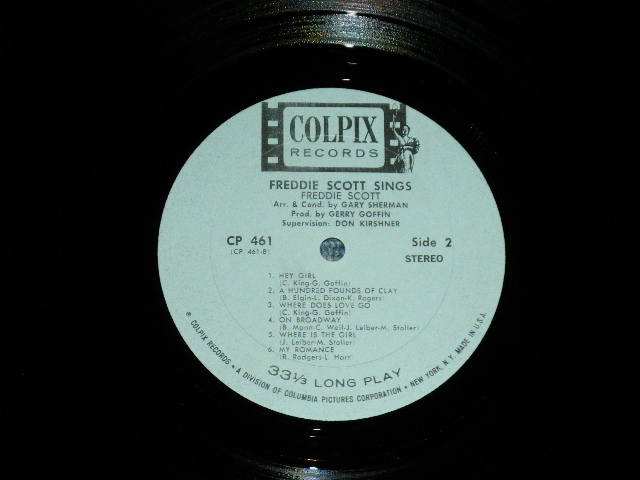 COLPIX
RECORDS
FREDDIE SCOTT SINGS
FREDDIE SCOTT
Arr. & Cond. by GARY SHERMAN
Prod. by GERRY GOFFIN
Supervision: DON KIRSHNER
CP 461
(CP 461-B)
Side 2
STEREO
1. HEY GIRL
(C. King-G. Goffin)
2. A HUNDRED POUNDS OF CLAY
(B. Elgin-L. Dixon-K. Rogers)
3. WHERE DOES LOVE GO
(C. King-G. Goffin)
4. ON BROADWAY
(B. Mann-C. Weil-J. Leiber-M. Stoller)
5. WHERE IS THE GIRL
(J. Leiber-M. Stoller)
6. MY ROMANCE
(R. Rodgers-L. Hart)
33⅓ LONG PLAY
® COLPIX RECORDS • A DIVISION OF COLUMBIA PICTURES CORPORATION • NEW YORK, N.Y. MADE IN U.S.A.